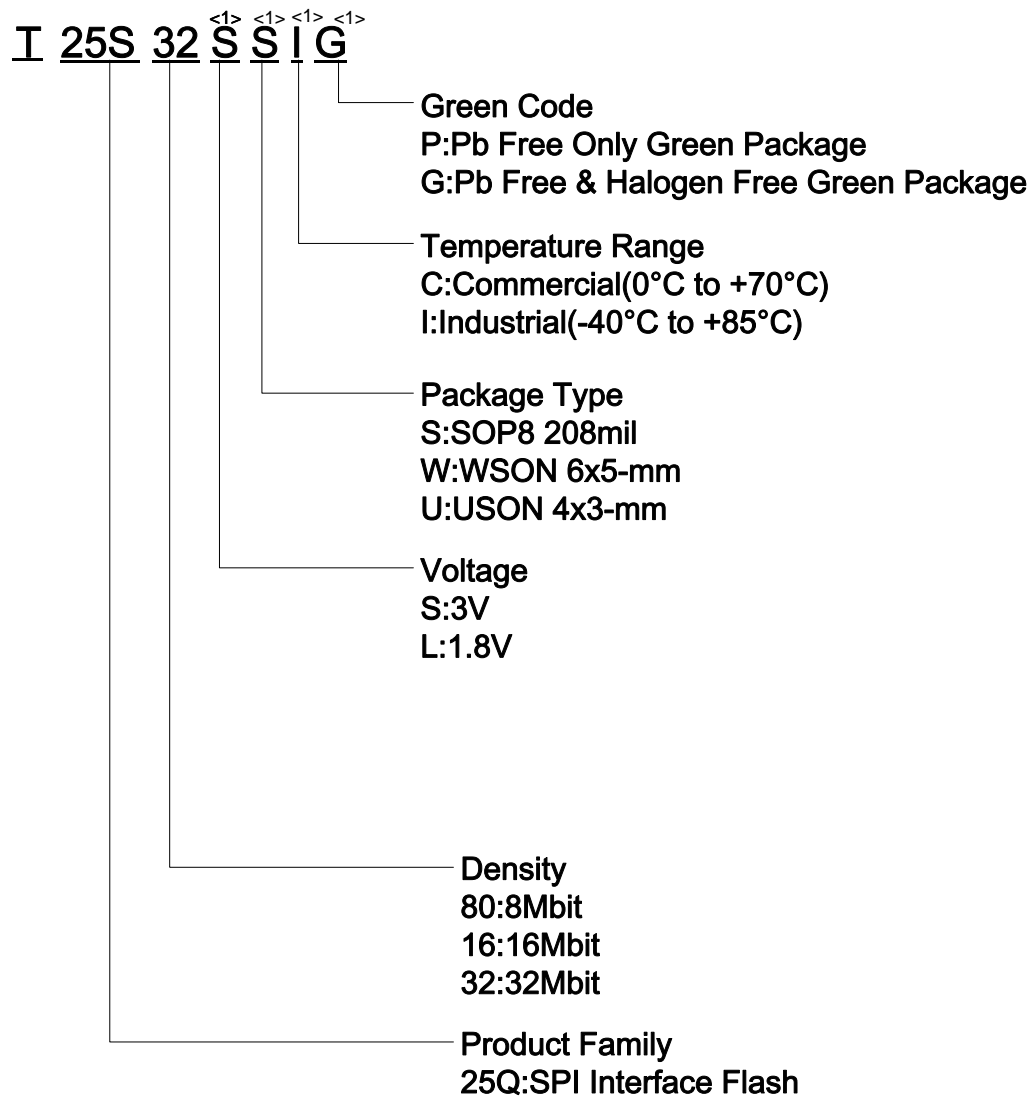 <1> <1> <1> <1>
T 25S 32 S S I G
Green Code
P:Pb Free Only Green Package
G:Pb Free & Halogen Free Green Package
Temperature Range
C:Commercial(0°C to +70°C)
I:Industrial(-40°C to +85°C)
Package Type
S:SOP8 208mil
W:WSON 6x5-mm
U:USON 4x3-mm
Voltage
S:3V
L:1.8V
Density
80:8Mbit
16:16Mbit
32:32Mbit
Product Family
25Q:SPI Interface Flash